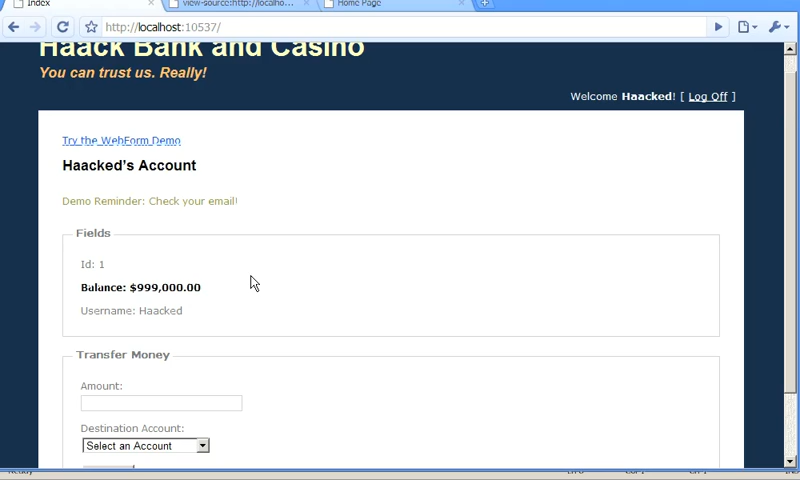 Index
view-source:http://localho...
Home Page
http://localhost:10537/
Haack Bank and Casino
You can trust us. Really!
Welcome Haacked! [ Log Off ]
Try the WebForm Demo
Haacked's Account
Demo Reminder: Check your email!
Fields
Id: 1
Balance: $999,000.00
Username: Haacked
Transfer Money
Amount:
Destination Account:
Select an Account